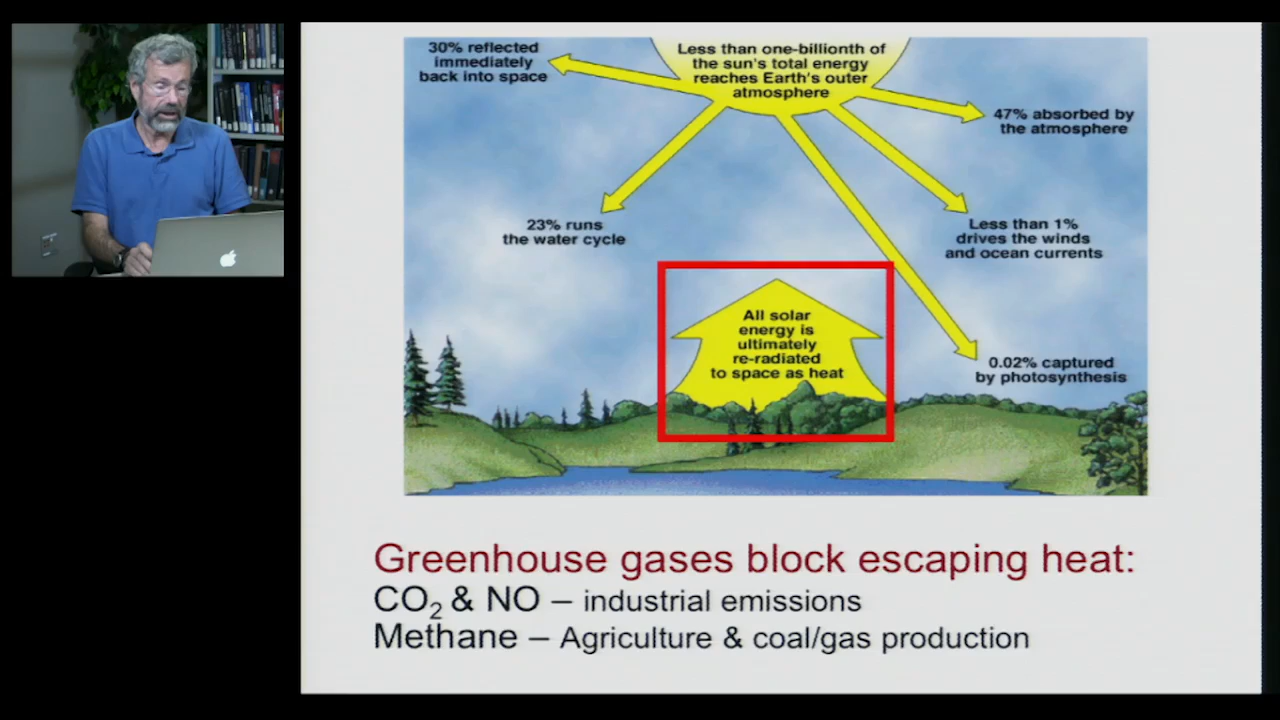 30% reflected
immediately
back into space
Less than one-billionth of
the sun's total energy
reaches Earth's outer
atmosphere
47% absorbed by
the atmosphere
23% runs
the water cycle
Less than 1%
drives the winds
and ocean currents
All solar
energy is
ultimately
re-radiated
to space as heat
0.02% captured
by photosynthesis
Greenhouse gases block escaping heat:
CO₂ & NO – industrial emissions
Methane – Agriculture & coal/gas production